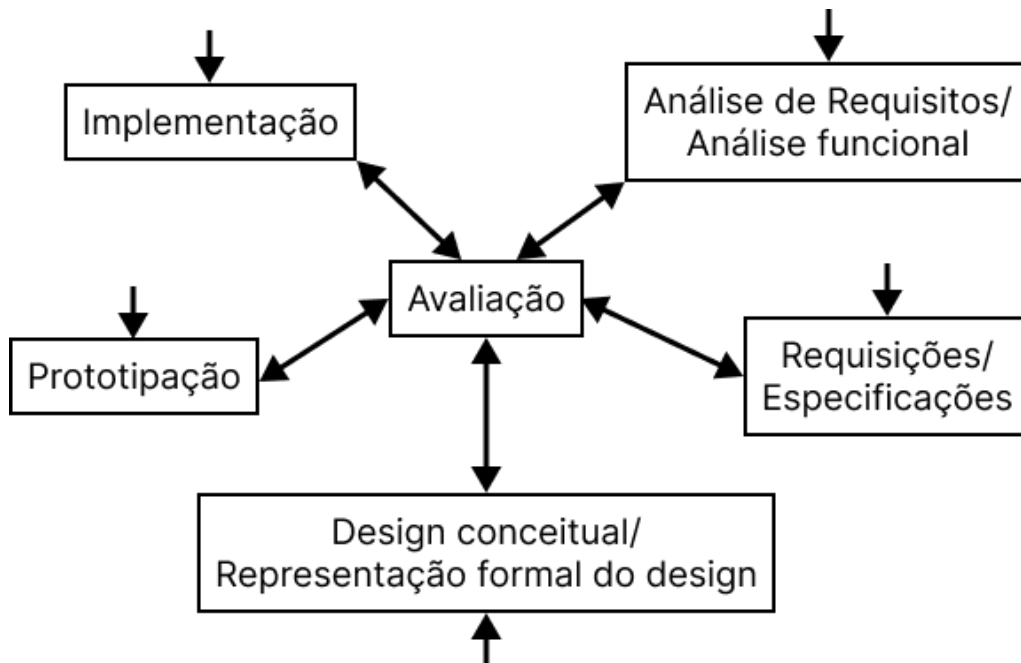 Implementação
Análise de Requisitos/
Análise funcional
Avaliação
Prototipação
Requisições/
Especificações
Design conceitual/
Representação formal do design